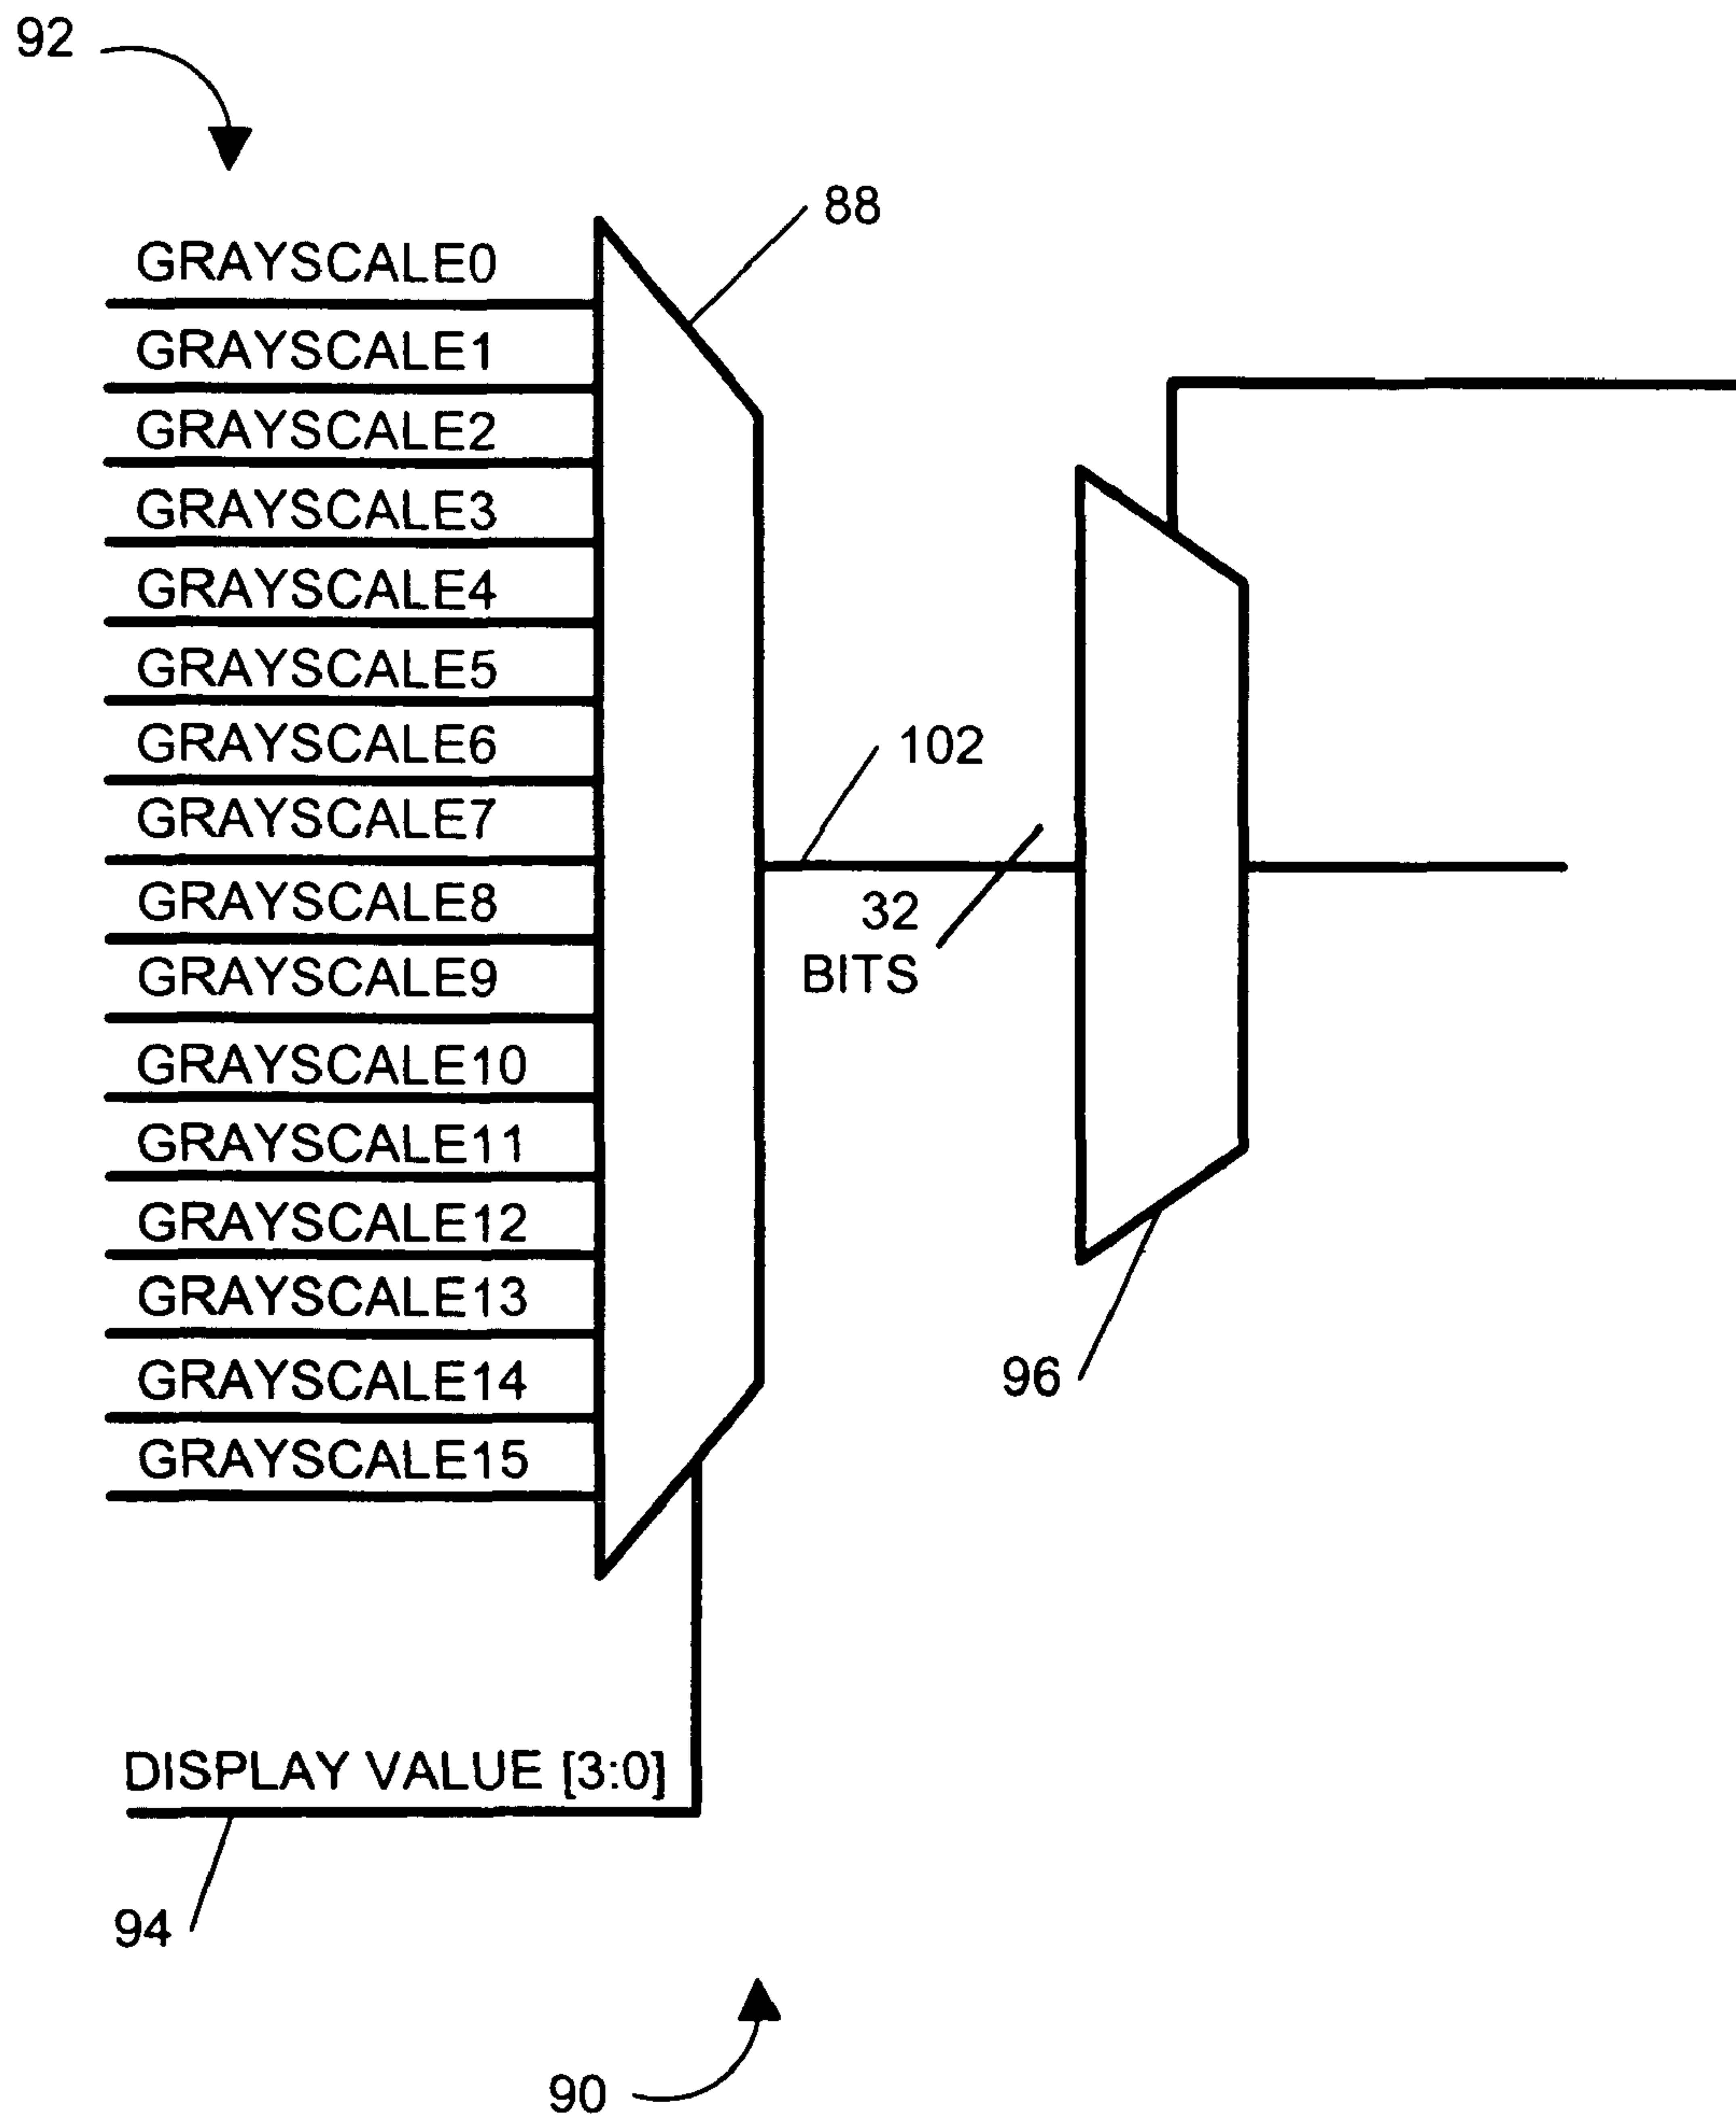 92
88
GRAYSCALE0
GRAYSCALE1
GRAYSCALE2
GRAYSCALE3
GRAYSCALE4
GRAYSCALE5
GRAYSCALE6
102
GRAYSCALE7
GRAYSCALE8
32
BITS
GRAYSCALE9
GRAYSCALE10
GRAYSCALE11
GRAYSCALE12
GRAYSCALE13
GRAYSCALE14
96
GRAYSCALE15
DISPLAY VALUE [3:0]
94
90